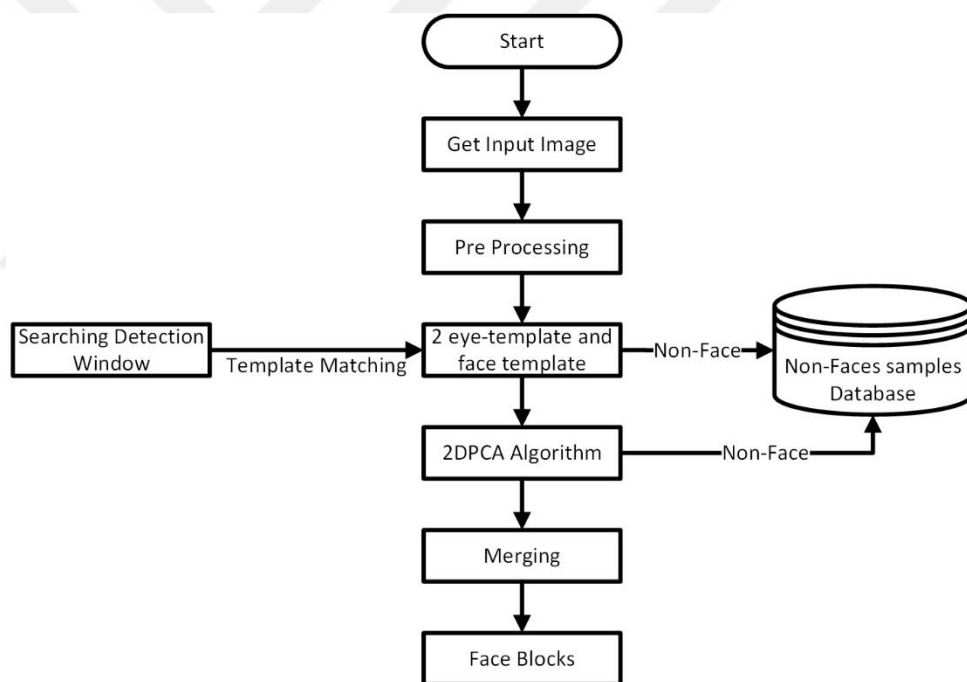 Start
Get Input Image
Pre Processing
Searching Detection
Window
Template Matching
2 eye-template and
face template
Non-Face
Non-Faces samples
Database
2DPCA Algorithm
Non-Face
Merging
Face Blocks